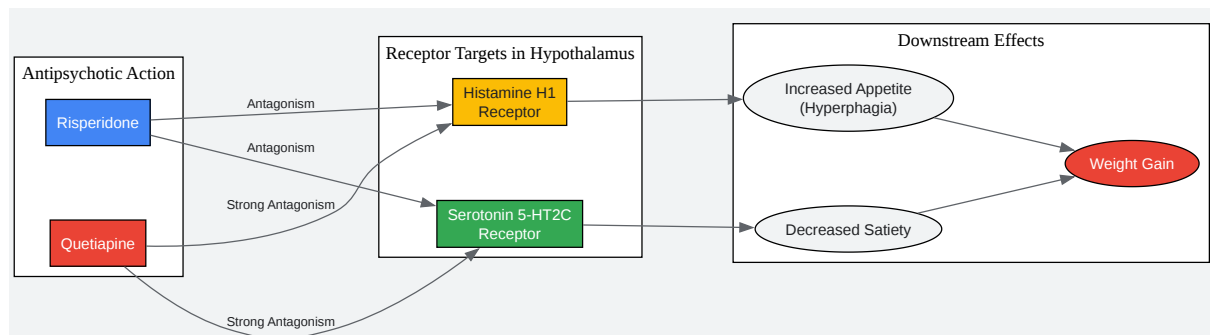 Antipsychotic Action
Risperidone
Quetiapine
Antagonism
Antagonism
Strong Antagonism
Strong Antagonism
Receptor Targets in Hypothalamus
Histamine H1
Receptor
Serotonin 5-HT2C
Receptor
Downstream Effects
Increased Appetite
(Hyperphagia)
Decreased Satiety
Weight Gain